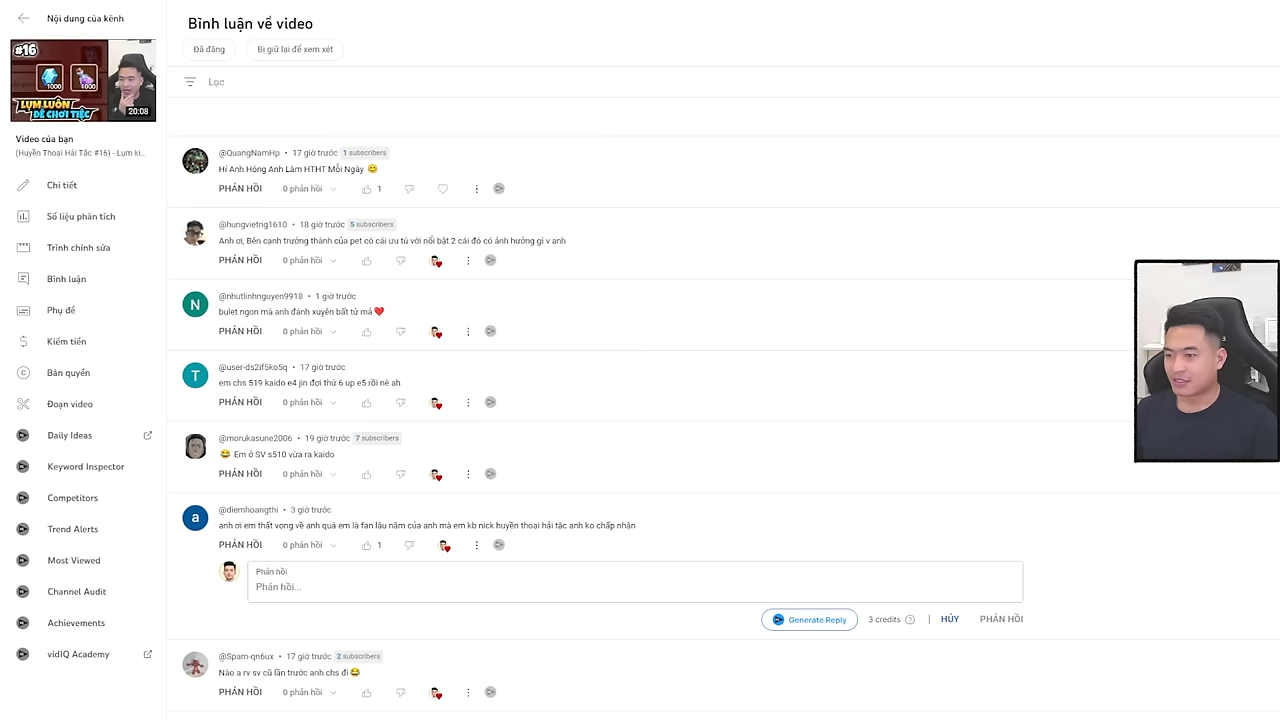 Nội dung của kênh
#16
1000
1000
LỤM LUÔN
ĐỂ CHƠI TIỆC
20:08
Video của bạn
(Huyền Thoại Hải Tặc #16) - Lụm ki...
Chi tiết
Số liệu phân tích
Trình chỉnh sửa
Bình luận
Phụ đề
Kiếm tiền
Bản quyền
Đoạn video
Daily Ideas
Keyword Inspector
Competitors
Trend Alerts
Most Viewed
Channel Audit
Achievements
vidIQ Academy
Bình luận về video
Đã đăng
Bị giữ lại để xem xét
Lọc
@QuangNamHp • 17 giờ trước 1 subscribers
Hí Anh Hóng Anh Làm HTHT Mỗi Ngày 😊
PHẢN HỒI 0 phản hồi 1
@hungvietng1610 • 18 giờ trước 5 subscribers
Anh ơi, Bên cạnh trưởng thành của pet có cái ưu tú với nổi bật 2 cái đó có ảnh hưởng gì v anh
PHẢN HỒI 0 phản hồi
N
@nhutlinhnguyen9918 • 1 giờ trước
bulet ngon mà anh đánh xuyên bất tử má❤️
PHẢN HỒI 0 phản hồi
T
@user-ds2if5ko5q • 17 giờ trước
em chs 519 kaido e4 jin đợi thứ 6 up e5 rồi nè ah
PHẢN HỒI 0 phản hồi
@morukasune2006 • 19 giờ trước 7 subscribers
😂 Em ở SV s510 vừa ra kaido
PHẢN HỒI 0 phản hồi
a
@diemhoangthi • 3 giờ trước
anh ơi em thất vọng về anh quá em là fan lâu năm của anh mà em kb nick huyền thoại hải tặc anh ko chấp nhận
PHẢN HỒI 0 phản hồi 1
Phản hồi
Phản hồi...
Generate Reply 3 credits ? | HỦY PHẢN HỒI
@Spam-qn6ux • 17 giờ trước 2 subscribers
Nào a rv sv cũ lần trước anh chs đi😂
PHẢN HỒI 0 phản hồi